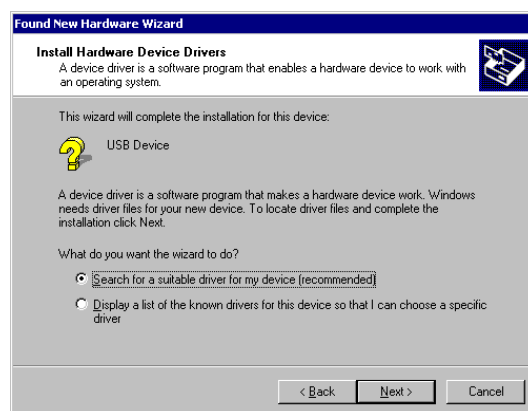 Found New Hardware Wizard
Install Hardware Device Drivers
A device driver is a software program that enables a hardware device to work with
an operating system.
This wizard will complete the installation for this device:
USB Device
A device driver is a software program that makes a hardware device work. Windows
needs driver files for your new device. To locate driver files and complete the
installation click Next.
What do you want the wizard to do?
Search for a suitable driver for my device (recommended)
Display a list of the known drivers for this device so that I can choose a specific
driver
< Back Next > Cancel